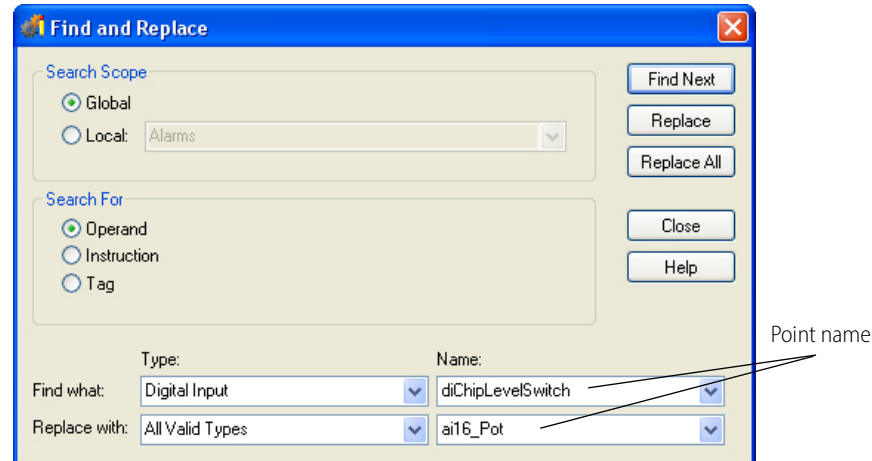 Find and Replace
Search Scope
Global
Local: Alarms
Find Next
Replace
Replace All
Search For
Operand
Instruction
Tag
Close
Help
Point name
Type: Name:
Find what: Digital Input diChipLevelSwitch
Replace with: All Valid Types ai16_Pot